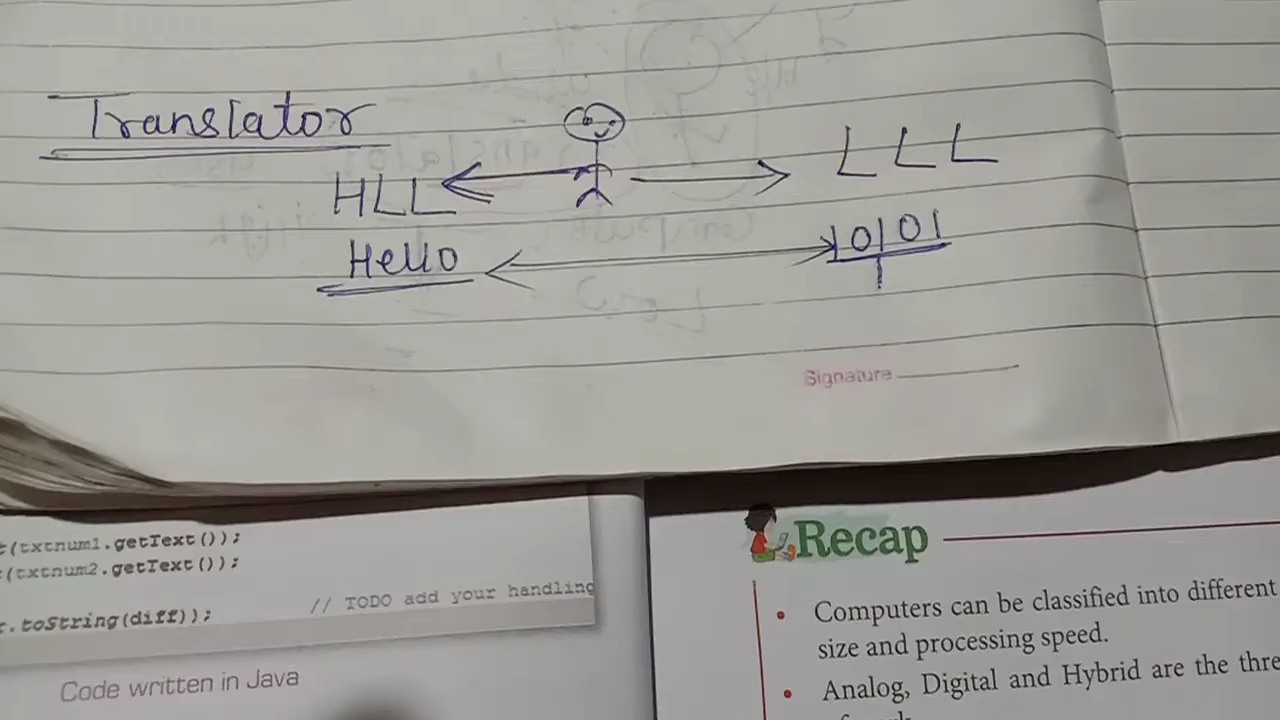 Translator
HLL
LLL
Hello
10101
Signature
t(txtnum1.getText());
t(txtnum2.getText());
// TODO add your handling
r.toString(diff));
Code written in Java
Recap
• Computers can be classified into different
size and processing speed.
• Analog, Digital and Hybrid are the thre